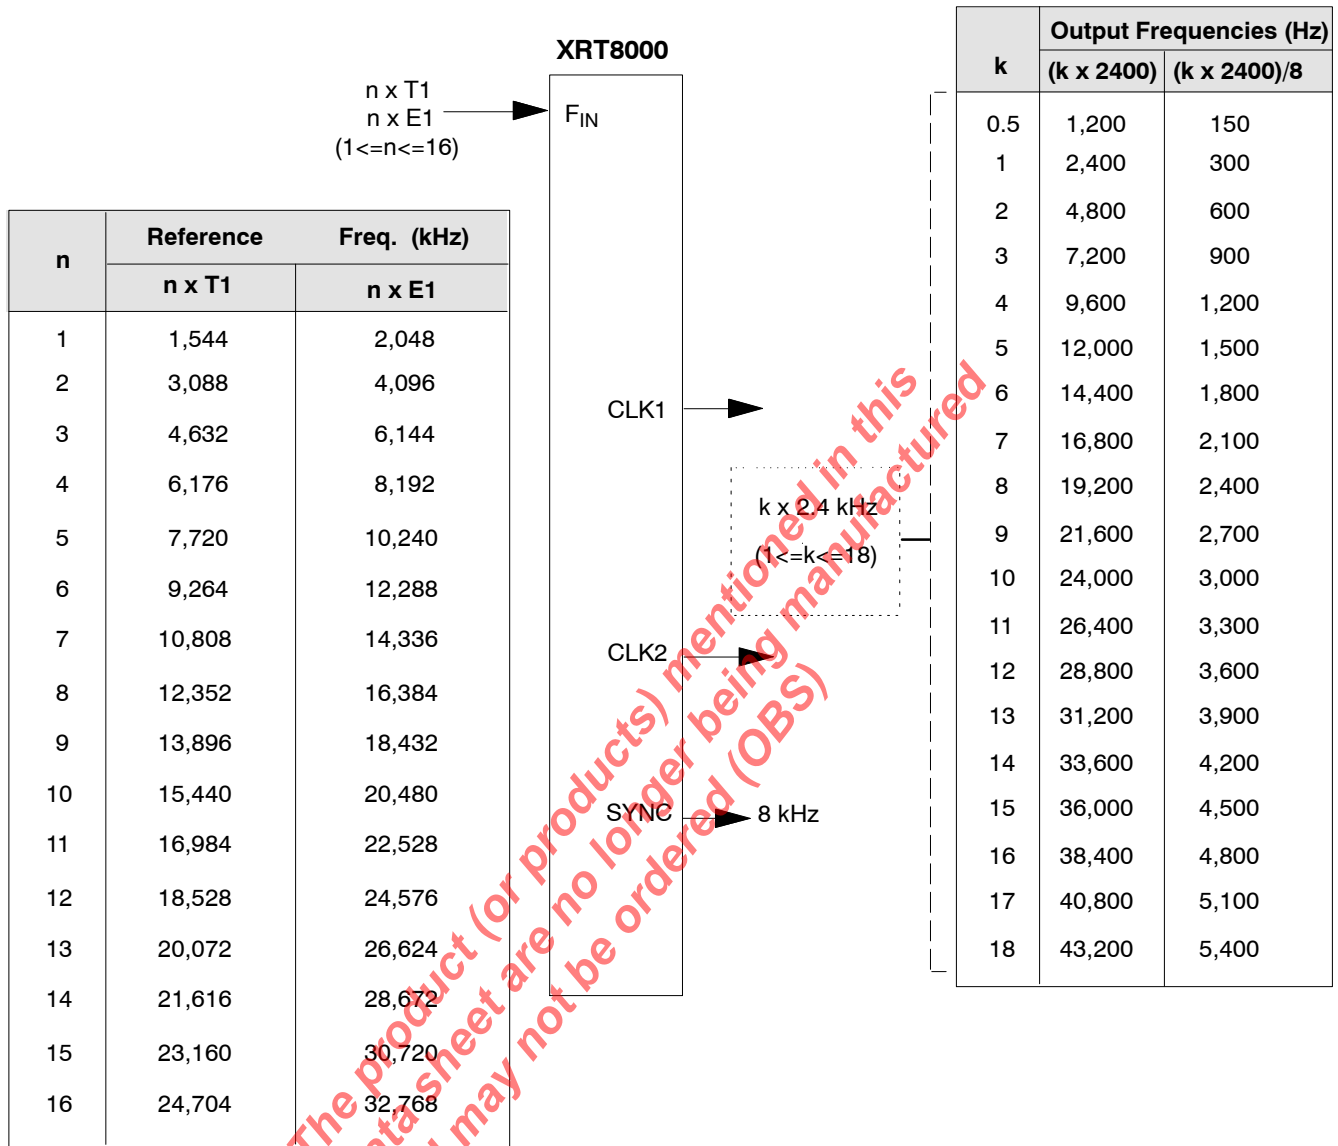 XRT8000
n x T1
n x E1
(1<=n<=16)
FIN
n Reference Freq. (kHz)
n x T1 n x E1
1 1,544 2,048
2 3,088 4,096
3 4,632 6,144
4 6,176 8,192
5 7,720 10,240
6 9,264 12,288
7 10,808 14,336
8 12,352 16,384
9 13,896 18,432
10 15,440 20,480
11 16,984 22,528
12 18,528 24,576
13 20,072 26,624
14 21,616 28,672
15 23,160 30,720
16 24,704 32,768
CLK1
k x 2.4 kHz
(1<=k<=18)
CLK2
SYNC 8 kHz
k Output Frequencies (Hz)
(k x 2400) (k x 2400)/8
0.5 1,200 150
1 2,400 300
2 4,800 600
3 7,200 900
4 9,600 1,200
5 12,000 1,500
6 14,400 1,800
7 16,800 2,100
8 19,200 2,400
9 21,600 2,700
10 24,000 3,000
11 26,400 3,300
12 28,800 3,600
13 31,200 3,900
14 33,600 4,200
15 36,000 4,500
16 38,400 4,800
17 40,800 5,100
18 43,200 5,400
The product (or products) mentioned in this
sheet are no longer being manufactured
may not be ordered (OBS)